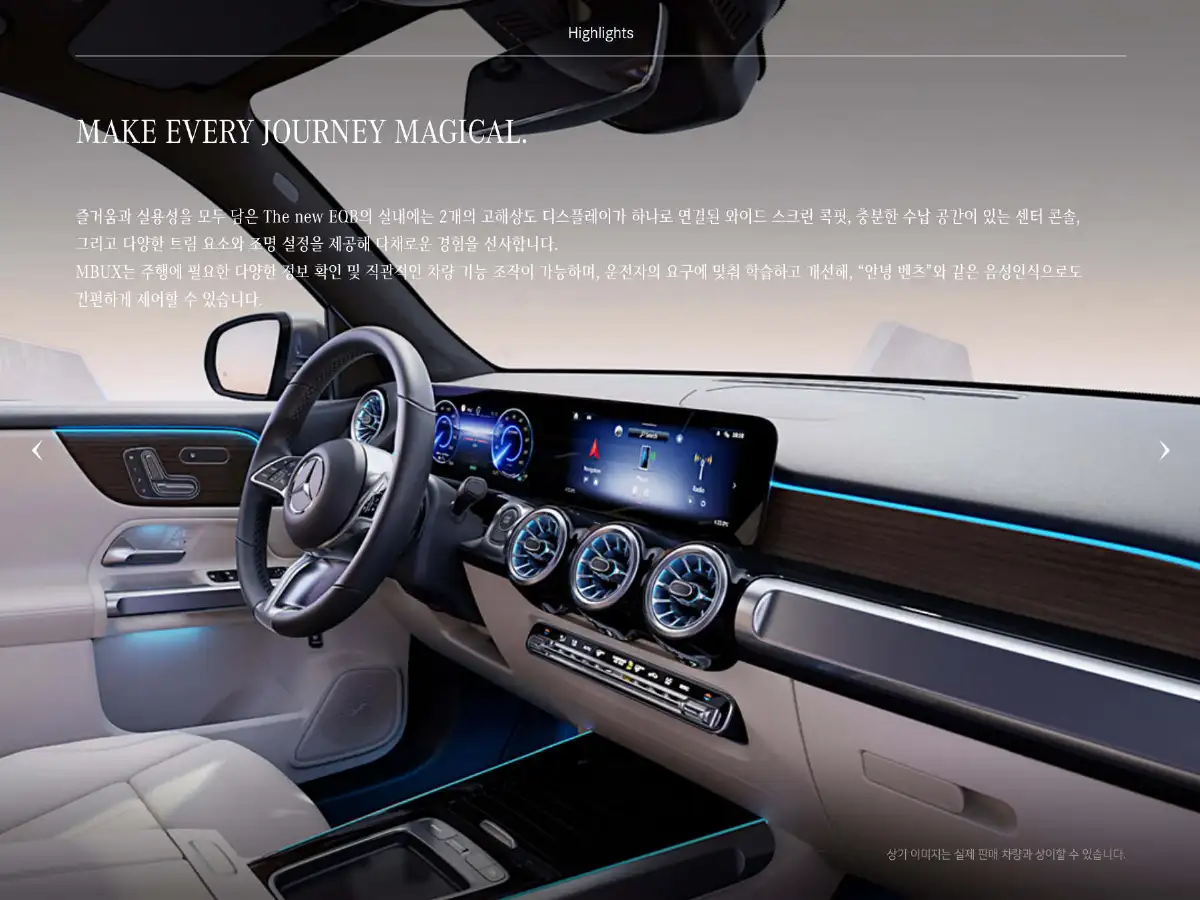 Highlights
MAKE EVERY JOURNEY MAGICAL.
즐거움과 실용성을 모두 담은 The new EQB의 실내에는 2개의 고해상도 디스플레이가 하나로 연결된 와이드 스크린 콕핏, 충분한 수납 공간이 있는 센터 콘솔,
그리고 다양한 트림 요소와 조명 설정을 제공해 다채로운 경험을 선사합니다.
MBUX는 주행에 필요한 다양한 정보 확인 및 직관적인 차량 기능 조작이 가능하며, 운전자의 요구에 맞춰 학습하고 개선해, “안녕 벤츠”와 같은 음성인식으로도
간편하게 제어할 수 있습니다.
Search
Navigation
Radio
상기 이미지는 실제 판매 차량과 상이할 수 있습니다.